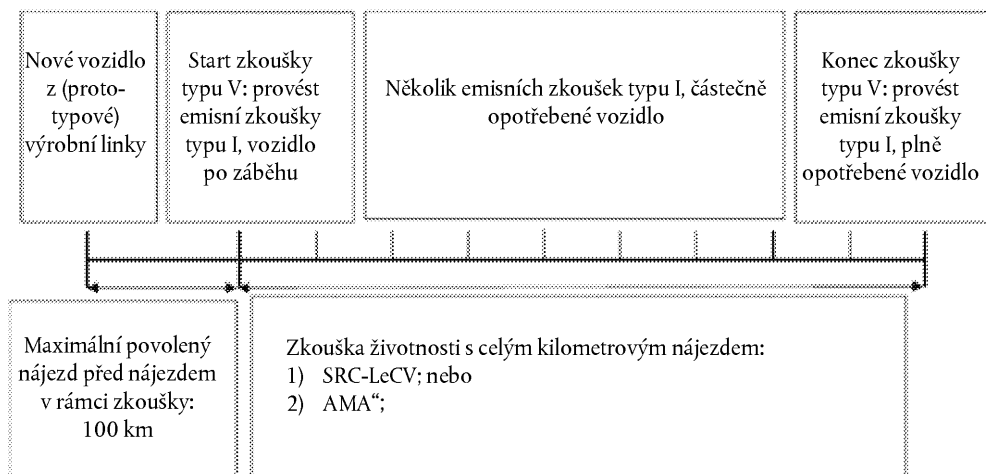 Nové vozidlo
z (proto-
typové)
výrobní linky
Start zkoušky
typu V: provést
emisní zkoušky
typu I, vozidlo
po záběhu
Několik emisních zkoušek typu I, částečně
opotřebené vozidlo
Konec zkoušky
typu V: provést
emisní zkoušky
typu I, plně
opotřebené vozidlo
Maximální povolený
nájezd před nájezdem
v rámci zkoušky:
100 km
Zkouška životnosti s celým kilometrovým nájezdem:
1) SRC-LeCV; nebo
2) AMA“;